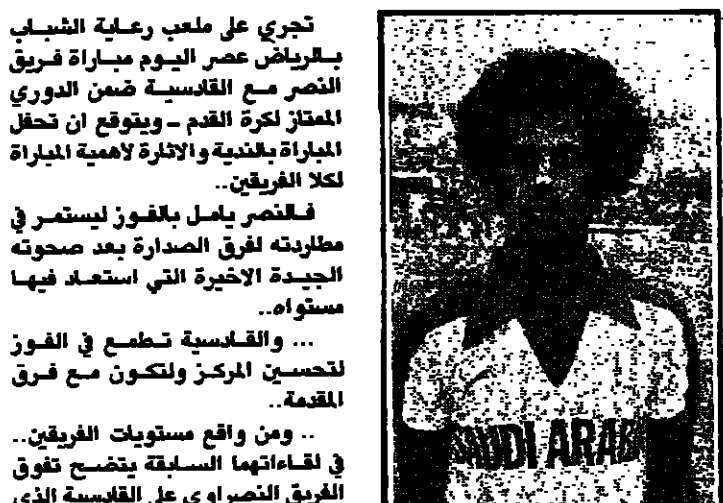 تجري على ملعب رعاية الشباب
بالرياض عصر اليوم مباراة فريق
النصر مع القادسية ضمن الدوري
الممتاز لكرة القدم ـ ويتوقع ان تحفل
المباراة بالندية والاثارة لأهمية المباراة
لكلا الفريقين..
فالنصر يامل بالفوز ليستمر في
مطاردته لفرق الصدارة بعد صحوته
الجيدة الاخيرة التي استعاد فيها
مستواه..
... والقادسية تطمع في الفوز
لتحسين المركز ولتكون مع فرق
المقدمة..
.. ومن واقع مستويات الفريقين..
في لقاءاتهما السابقة يتضح تفوق
الفريق النصراوي على القادسية الذي
SAUDI ARABI